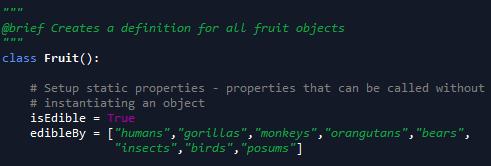 """
@brief Creates a definition for all fruit objects
"""
class Fruit():
# Setup static properties - properties that can be called without
# instantiating an object
isEdible = True
edibleBy = ["humans","gorillas","monkeys","orangutans","bears",
"insects","birds","posums"]